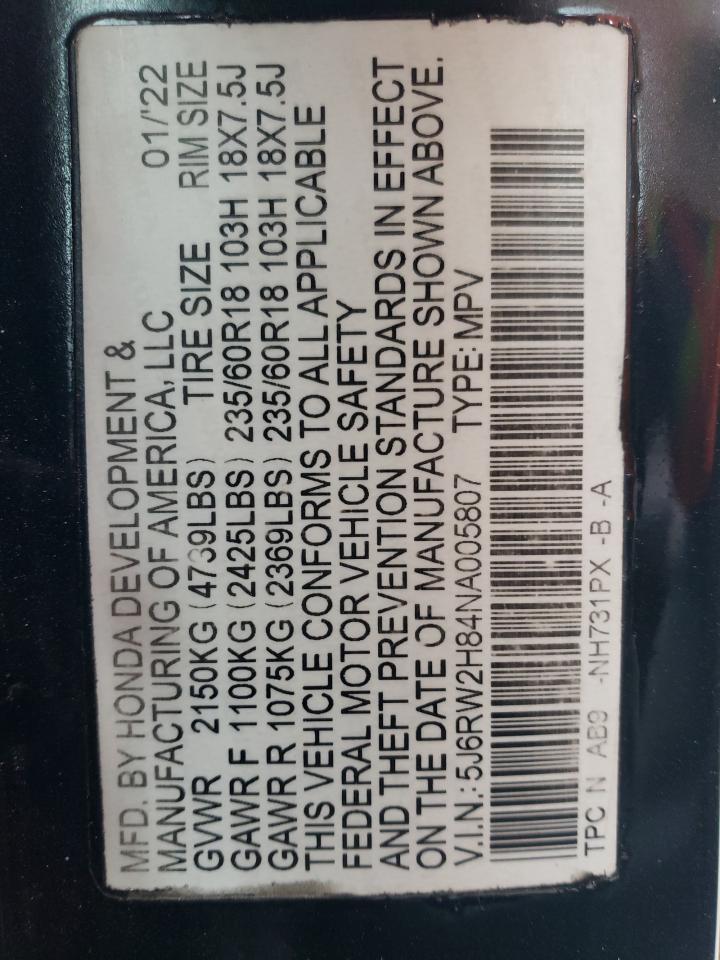 MFD. BY HONDA DEVELOPMENT &
MANUFACTURING OF AMERICA, LLC 01/'22
GVWR 2150KG (4739LBS) TIRE SIZE RIM SIZE
GAWR F 1100KG (2425LBS) 235/60R18 103H 18X7.5J
GAWR R 1075KG (2369LBS) 235/60R18 103H 18X7.5J
THIS VEHICLE CONFORMS TO ALL APPLICABLE
FEDERAL MOTOR VEHICLE SAFETY
AND THEFT PREVENTION STANDARDS IN EFFECT
ON THE DATE OF MANUFACTURE SHOWN ABOVE.
V.I.N.: 5J6RW2H84NA005807 TYPE: MPV
TPC N AB9 -NH731PX -B -A